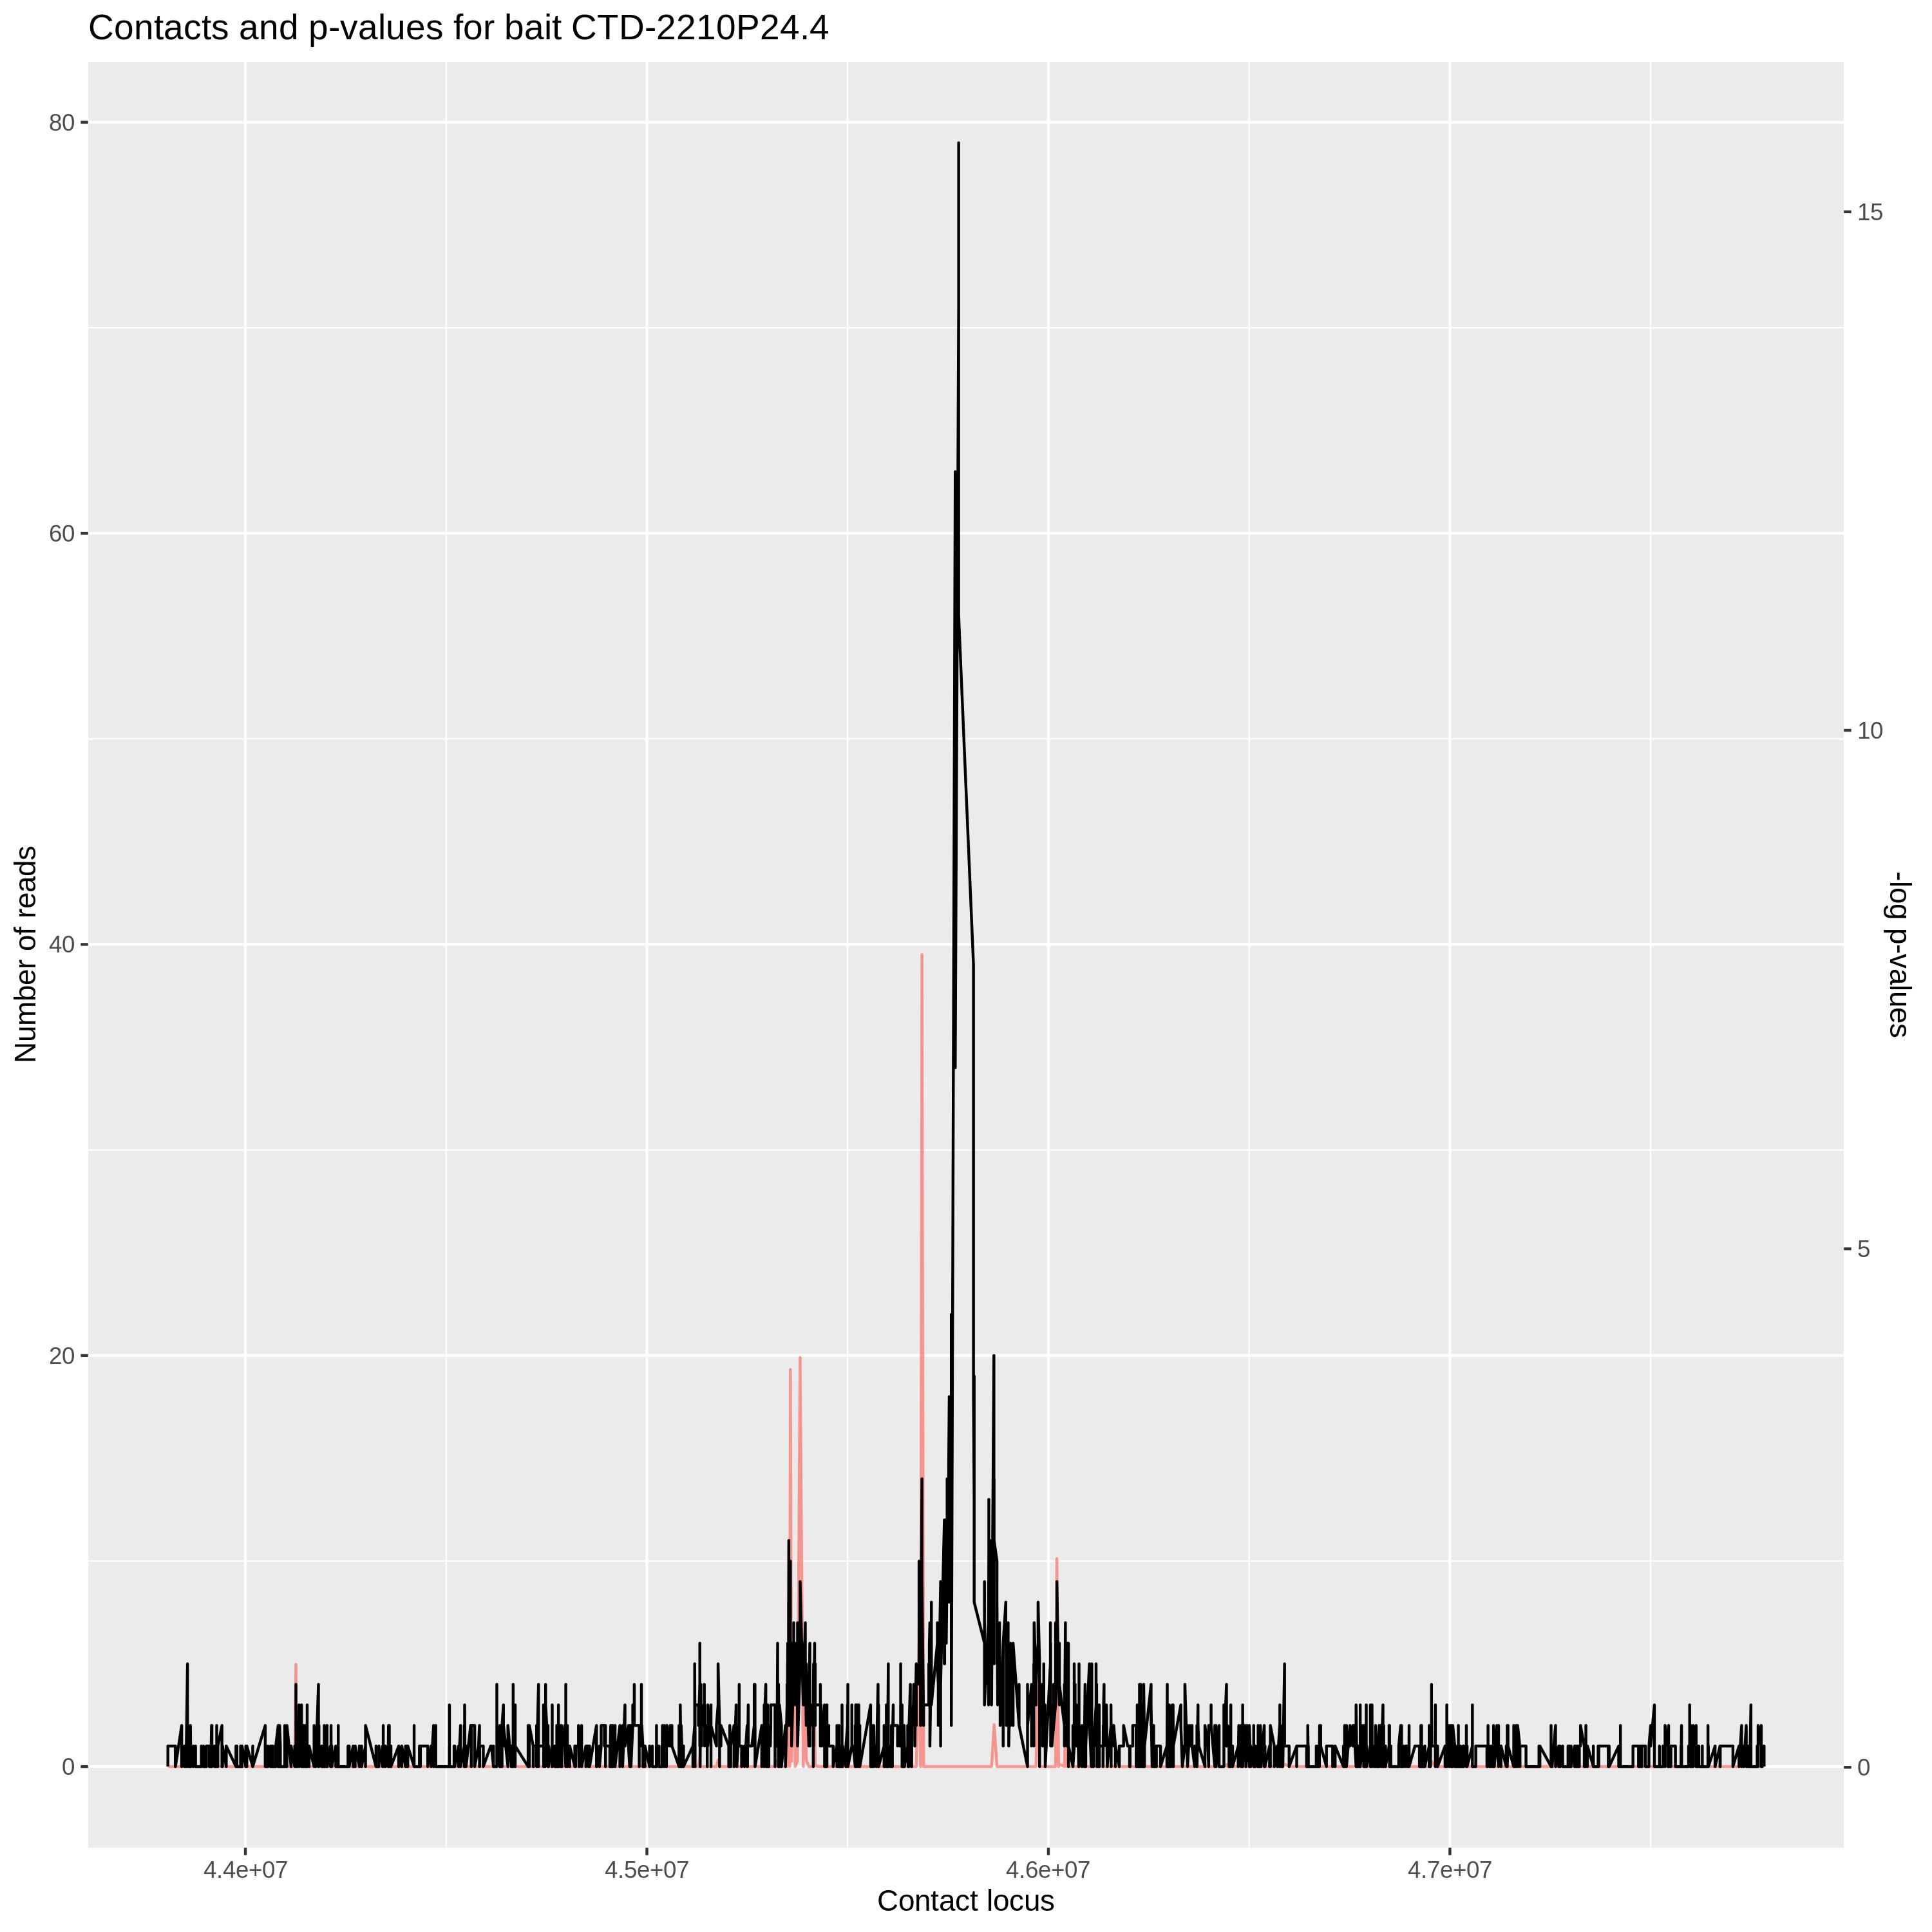 Contacts and p-values for bait CTD-2210P24.4
80
60
40
20
0
Number of reads
15
10
5
0
-log p-values
4.4e+07
4.5e+07
4.6e+07
4.7e+07
Contact locus